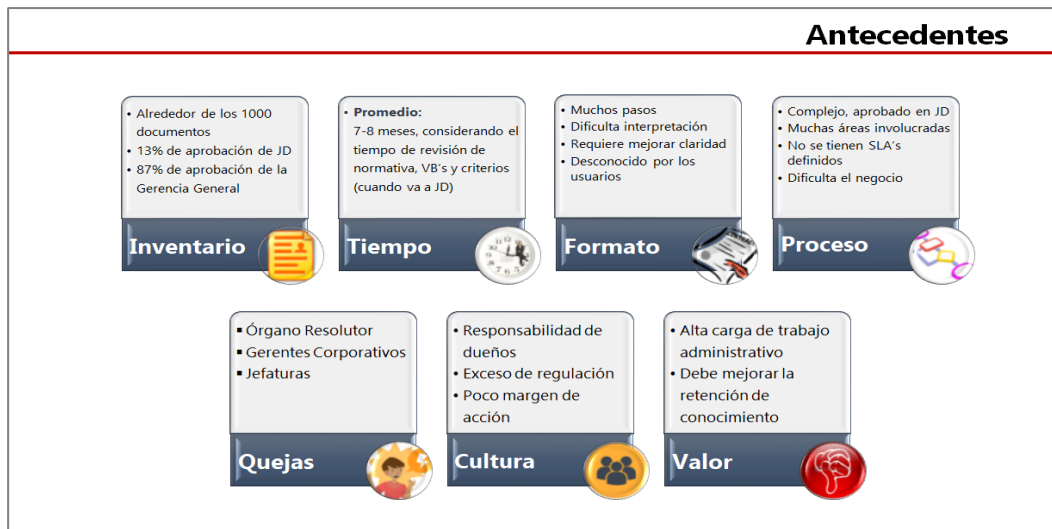 Antecedentes
• Alrededor de los 1000
documentos
• 13% de aprobación de JD
• 87% de aprobación de la
Gerencia General
Inventario
• Promedio:
7-8 meses, considerando el
tiempo de revisión de
normativa, VB's y criterios
(cuando va a JD)
Tiempo
• Muchos pasos
• Dificulta interpretación
• Requiere mejorar claridad
• Desconocido por los
usuarios
Formato
• Complejo, aprobado en JD
• Muchas áreas involucradas
• No se tienen SLA's
definidos
• Dificulta el negocio
Proceso
▪ Órgano Resolutor
▪ Gerentes Corporativos
▪ Jefaturas
Quejas
• Responsabilidad de
dueños
• Exceso de regulación
• Poco margen de
acción
Cultura
• Alta carga de trabajo
administrativo
• Debe mejorar la
retención de
conocimiento
Valor